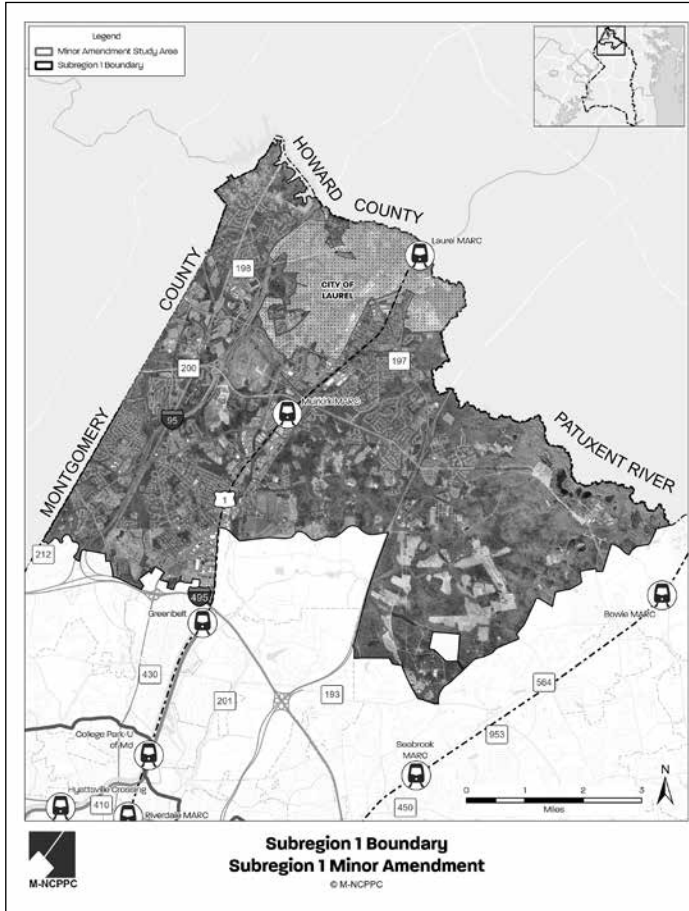 Legend
Minor Amendment Study Area
Subregion 1 Boundary
HOWARD
COUNTY
Laurel MARC
CITY OF
LAUREL
198
COUNTY
197
200
Muirkirk MARC
95
MONTGOMERY
PATUXENT RIVER
1
212
495
Greenbelt
Bowie MARC
430
201
193
564
College Park-U
of Md
953
Seabrook
MARC
Hyattsville Crossing
410
Riverdale MARC
450
N
0 1 2 3
Miles
M-NCPPC
Subregion 1 Boundary
Subregion 1 Minor Amendment
© M-NCPPC